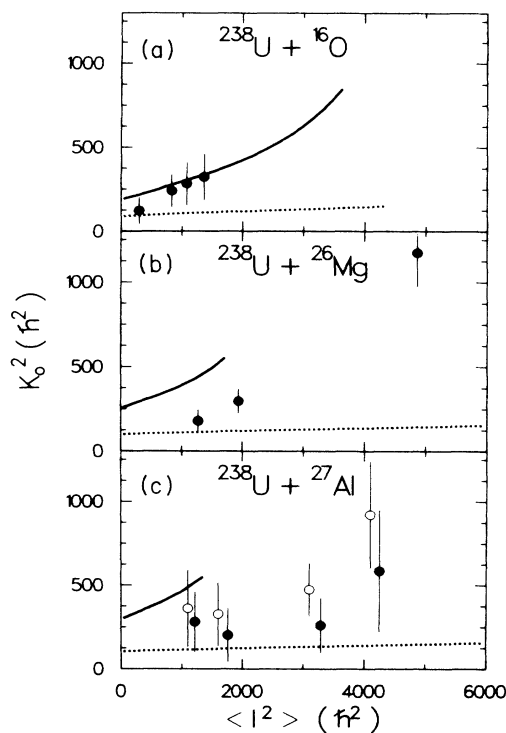 (a) ²³⁸U + ¹⁶O
1000
500
0
(b) ²³⁸U + ²⁶Mg
1000
500
0
(c) ²³⁸U + ²⁷Al
1000
500
0
0 2000 4000 6000
K₀² (ħ²)
<I²> (ħ²)